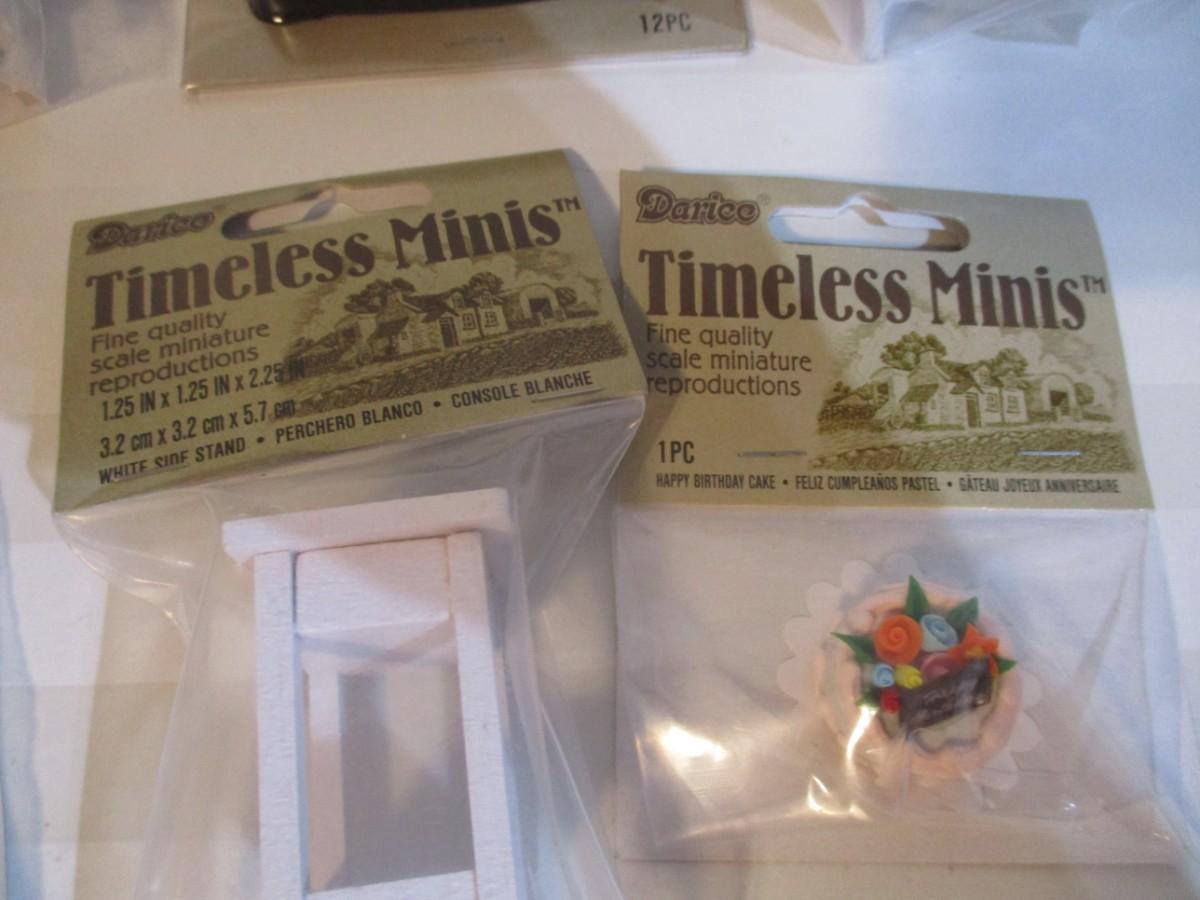 12PC
Darice®
Timeless Minis™
Fine quality
scale miniature
reproductions
1.25 IN x 1.25 IN x 2.25 IN
3.2 cm x 3.2 cm x 5.7 cm
WHITE SIDE STAND • PERCHERO BLANCO • CONSOLE BLANCHE
Darice®
Timeless Minis™
Fine quality
scale miniature
reproductions
1PC
HAPPY BIRTHDAY CAKE • FELIZ CUMPLEAÑOS PASTEL • GÂTEAU JOYEUX ANNIVERSAIRE